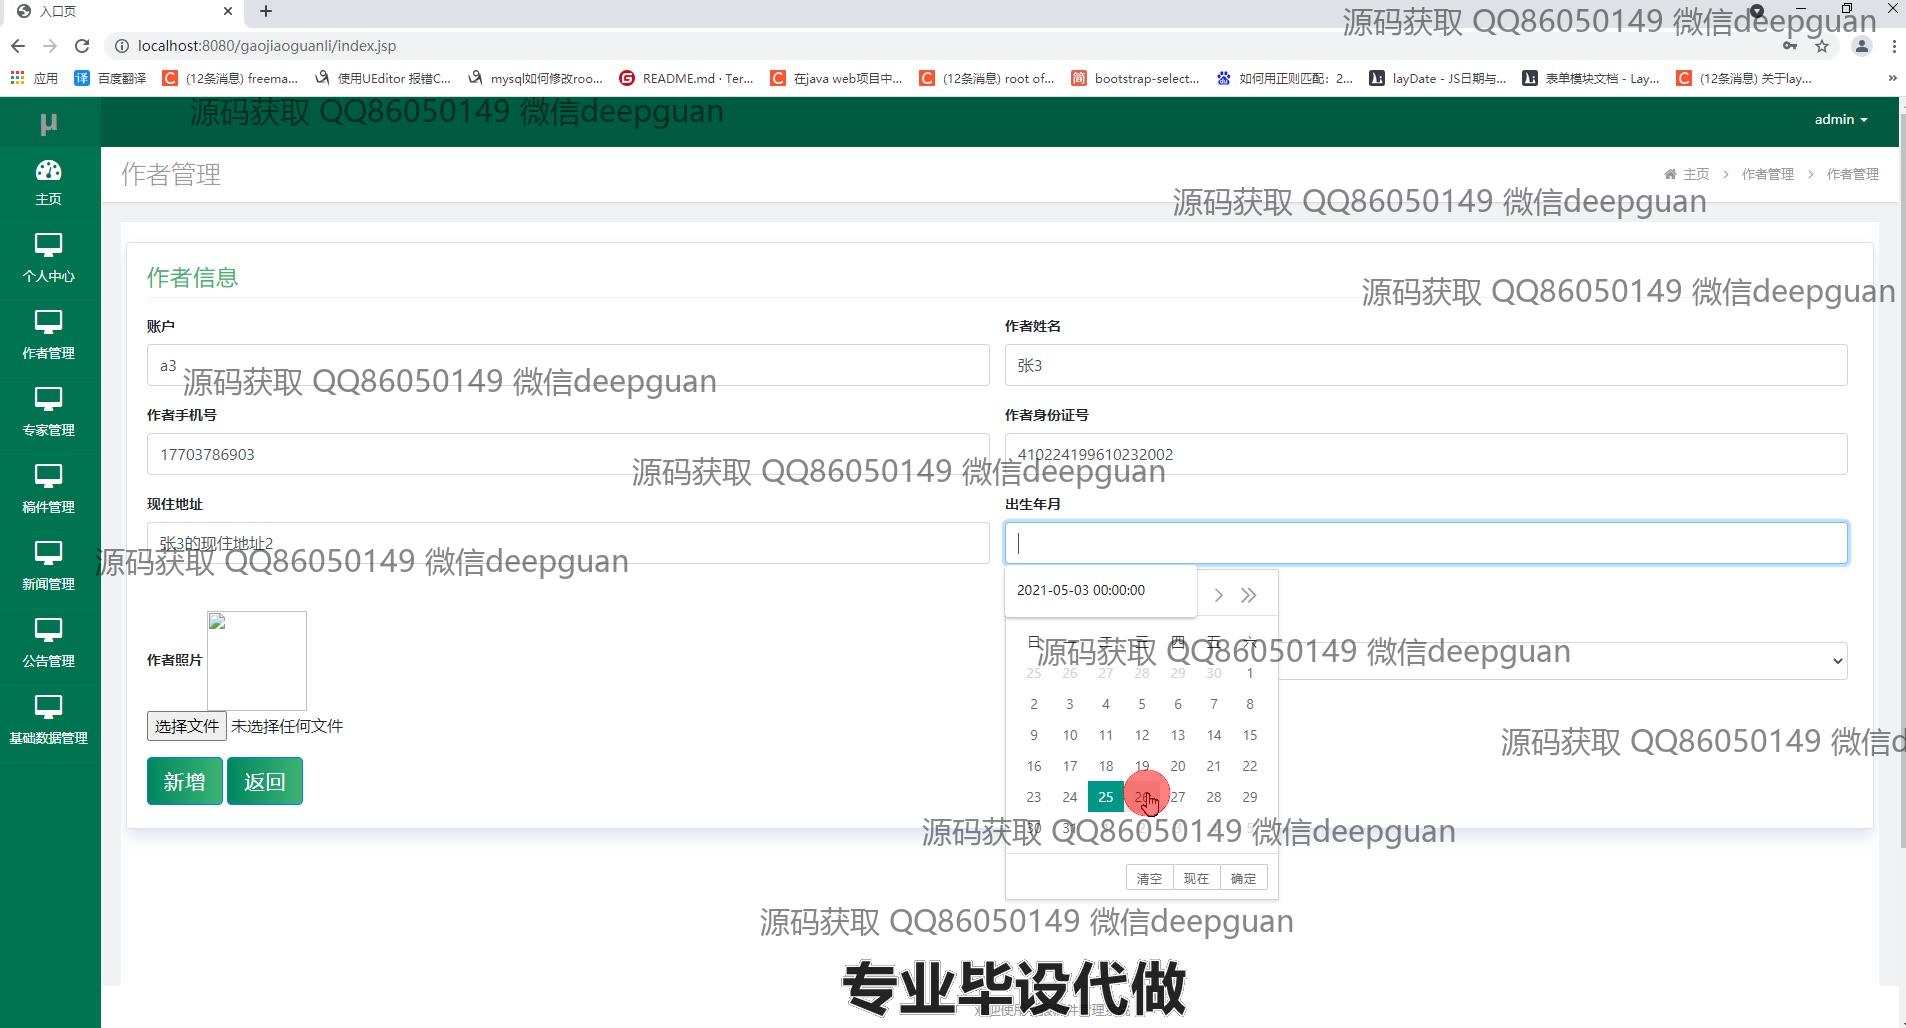 入口页
源码获取 QQ86050149 微信deepguan
localhost:8080/gaojiaoguanli/index.jsp
应用
译 百度翻译
C (12条消息) freema...
使用UEditor 报错C...
mysql如何修改roo...
G README.md · Ter...
C 在java web项目中...
C (12条消息) root of...
简 bootstrap-select...
如何用正则匹配：2...
layDate - JS日期与...
表单模块文档 - Lay...
C (12条消息) 关于lay...
»
μ
源码获取 QQ86050149 微信deepguan
admin
作者管理
主页 > 作者管理 > 作者管理
源码获取 QQ86050149 微信deepguan
主页
个人中心
作者管理
专家管理
稿件管理
新闻管理
公告管理
基础数据管理
作者信息
源码获取 QQ86050149 微信deepguan
账户
作者姓名
a3
张3
源码获取 QQ86050149 微信deepguan
作者手机号
作者身份证号
17703786903
410224199610232002
源码获取 QQ86050149 微信deepguan
现住地址
出生年月
张3的现住地址2
源码获取 QQ86050149 微信deepguan
2021-05-03 00:00:00
日 一 二 三 四 五 六
源码获取 QQ86050149 微信deepguan
25 26 27 28 29 30 1
2 3 4 5 6 7 8
9 10 11 12 13 14 15
16 17 18 19 20 21 22
23 24 25 26 27 28 29
30 31
源码获取 QQ86050149 微信deepguan
清空 现在 确定
作者照片
选择文件 未选择任何文件
新增 返回
源码获取 QQ86050149 微信d
源码获取 QQ86050149 微信deepguan
专业毕设代做